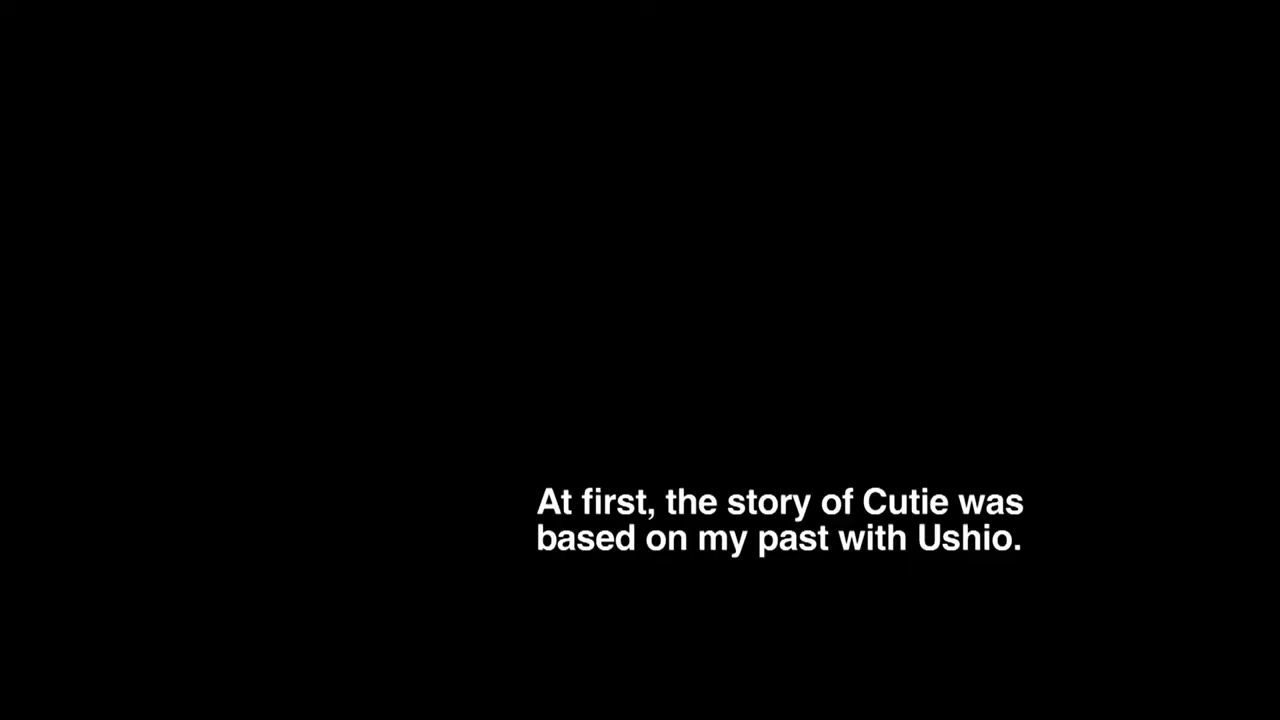 At first, the story of Cutie was
based on my past with Ushio.